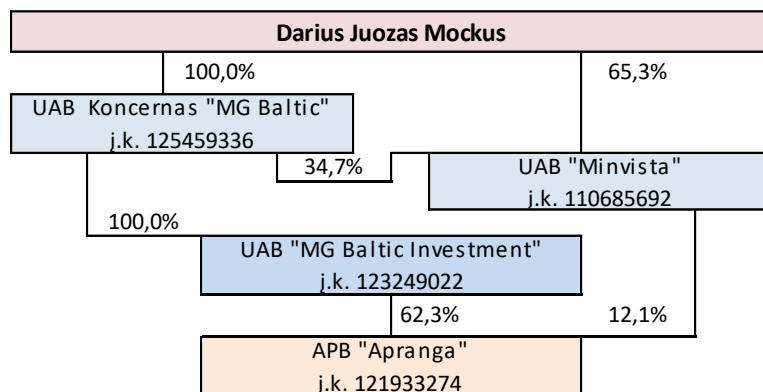 Darius Juozas Mockus
100,0%
65,3%
UAB Koncernas "MG Baltic"
į.k. 125459336
34,7%
UAB "Minvista"
į.k. 110685692
100,0%
UAB "MG Baltic Investment"
į.k. 123249022
62,3%
12,1%
APB "Apranga"
į.k. 121933274